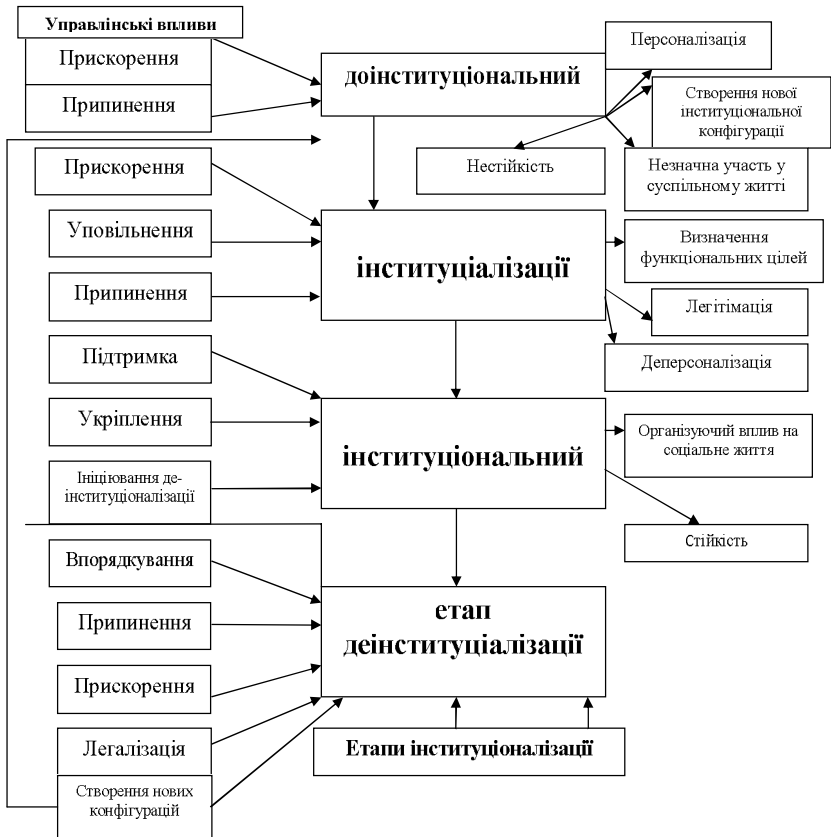 Управлінські впливи
Прискорення
Припинення
доінституціональний
Персоналізація
Створення нової
інституціональної
конфігурації
Нестійкість
Незначна участь у
суспільному житті
Прискорення
Уповільнення
Припинення
інституціалізації
Визначення
функціональних цілей
Легітімація
Деперсоналізація
Підтримка
Укріплення
Ініціювання де-
інституціоналізації
інституціональний
Організуючий вплив на
соціальне життя
Стійкість
Впорядкування
Припинення
Прискорення
Легалізація
Створення нових
конфігурацій
етап
деінституціалізації
Етапи інституціоналізації